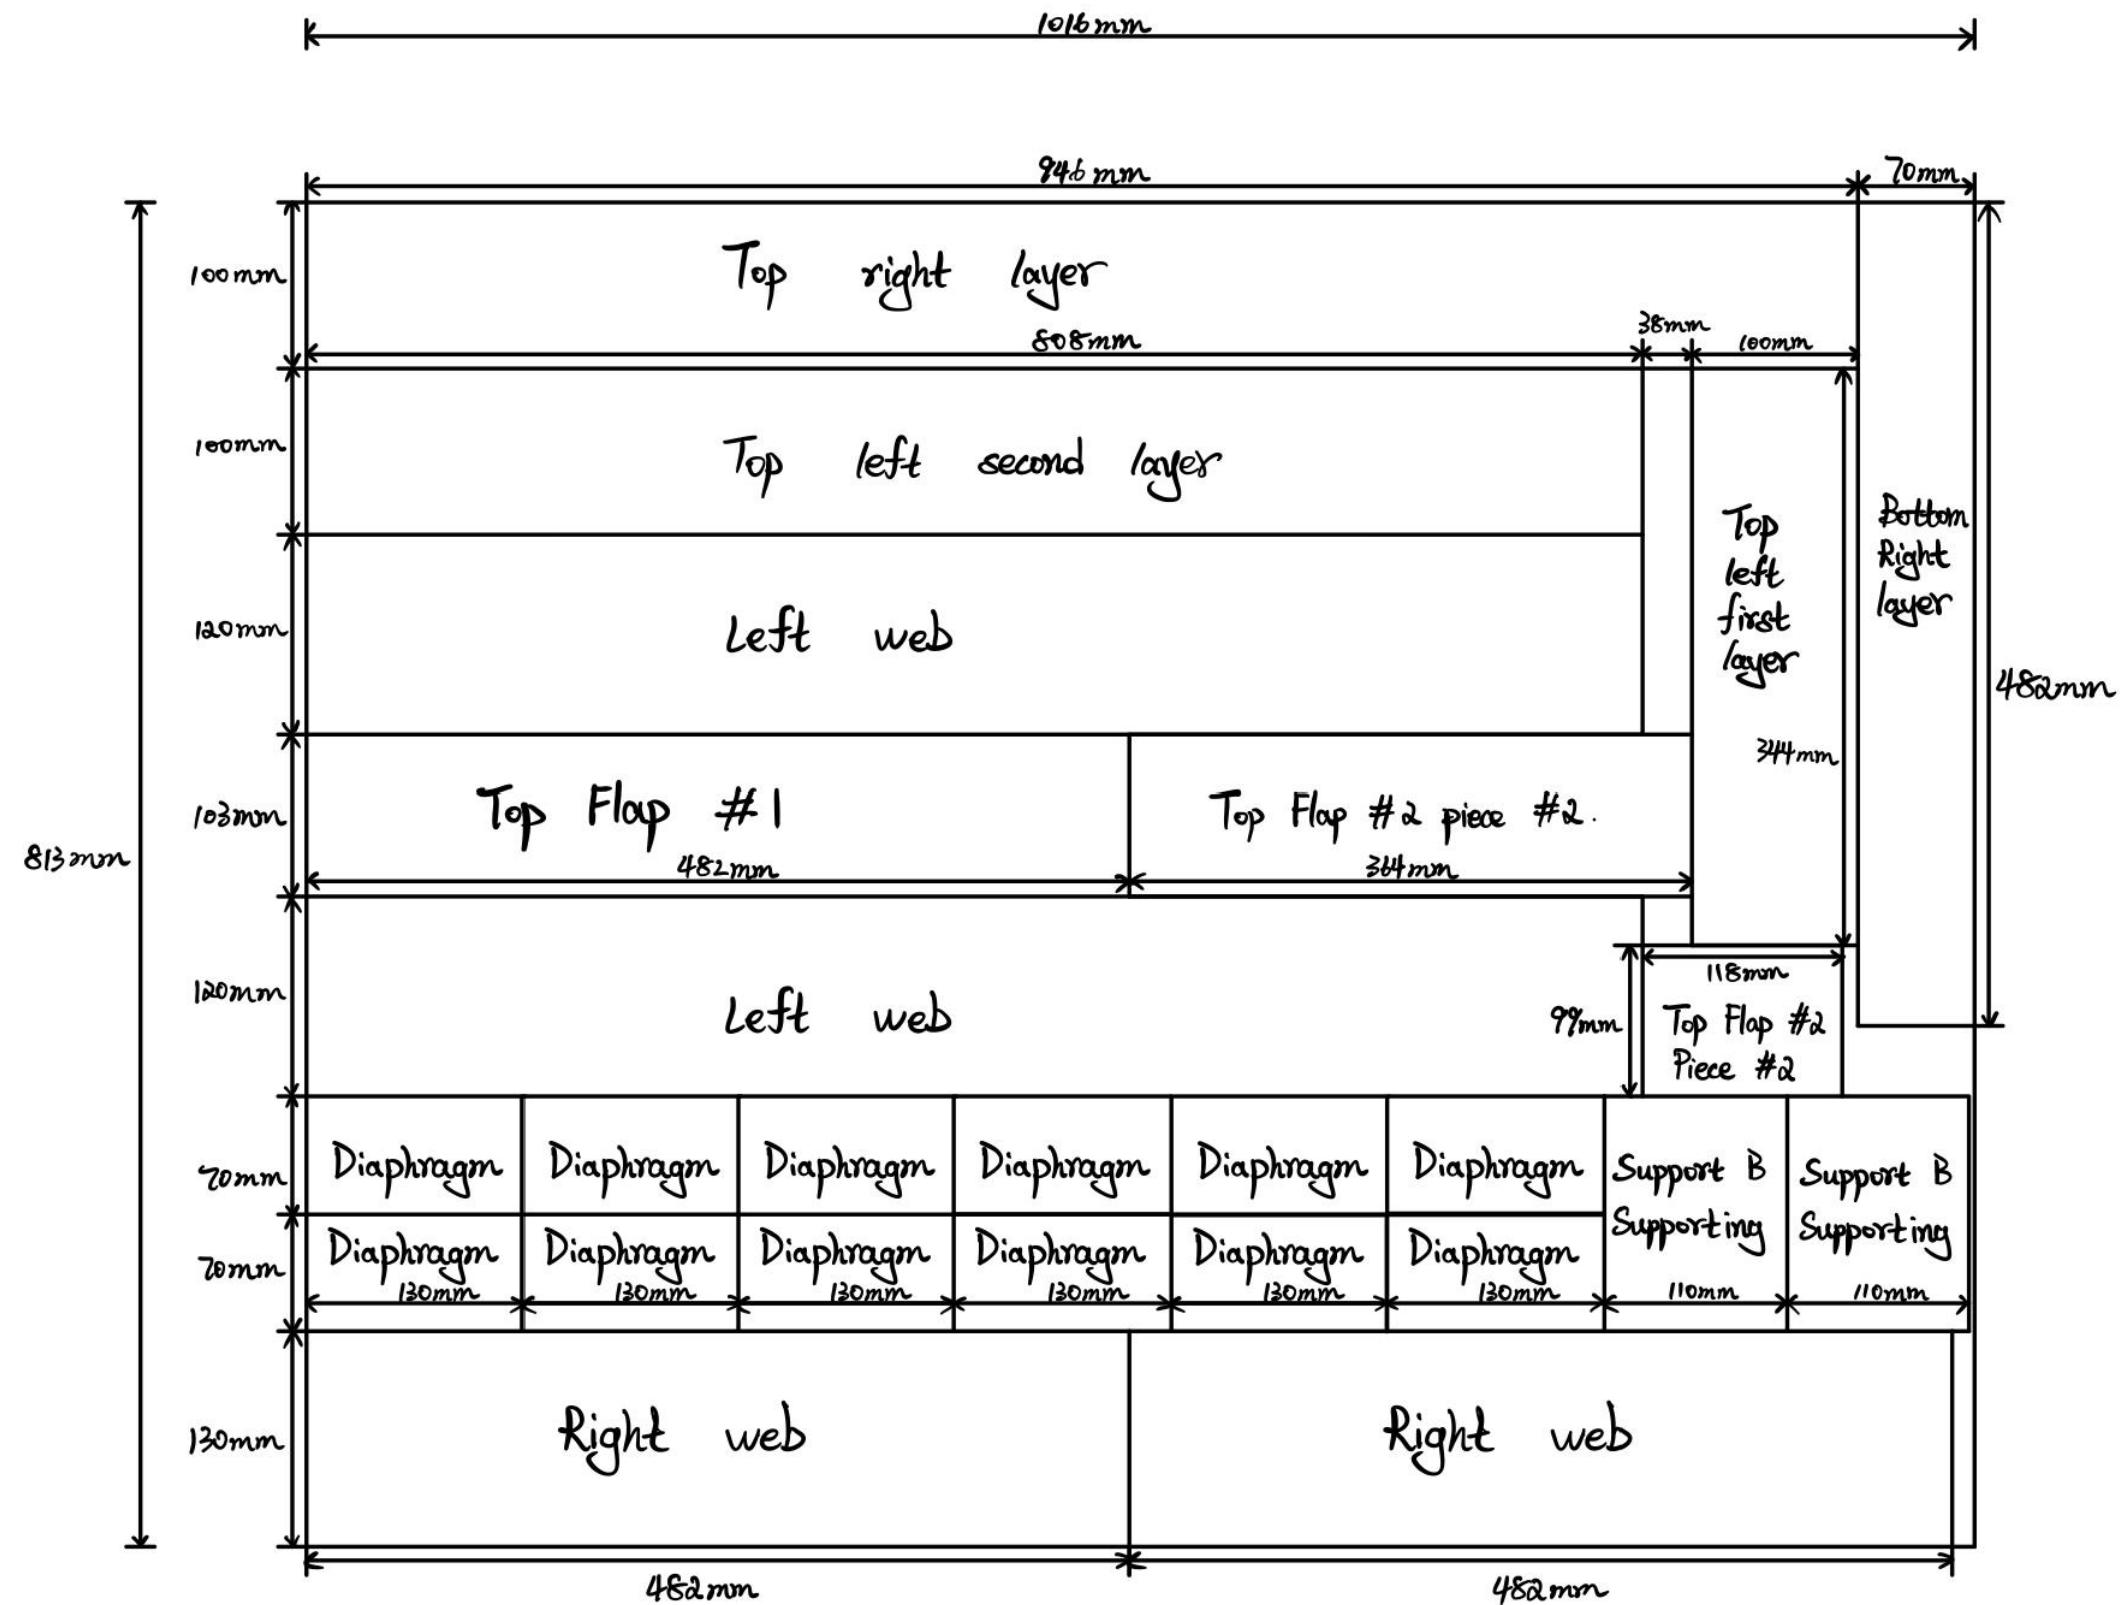 1016mm
946mm 70mm
100mm Top right layer
808mm 38mm 100mm
100mm Top left second layer
Top
left
first
layer
344mm
Bottom
Right
layer
482mm
120mm Left web
103mm Top Flap #1 Top Flap #2 piece #2.
482mm 364mm
813mm
120mm Left web
118mm
99mm Top Flap #2
Piece #2
70mm Diaphragm Diaphragm Diaphragm Diaphragm Diaphragm Diaphragm
Support B
Supporting
Support B
Supporting
70mm Diaphragm Diaphragm Diaphragm Diaphragm Diaphragm Diaphragm
130mm 130mm 130mm 130mm 130mm 130mm 110mm 110mm
130mm Right web Right web
482mm 482mm